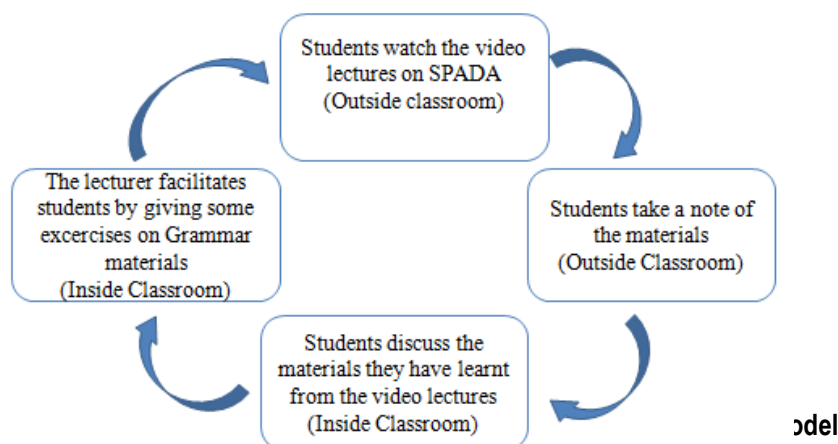 Students watch the video
lectures on SPADA
(Outside classroom)
Students take a note of
the materials
(Outside Classroom)
Students discuss the
materials they have learnt
from the video lectures
(Inside Classroom)
The lecturer facilitates
students by giving some
excercises on Grammar
materials
(Inside Classroom)